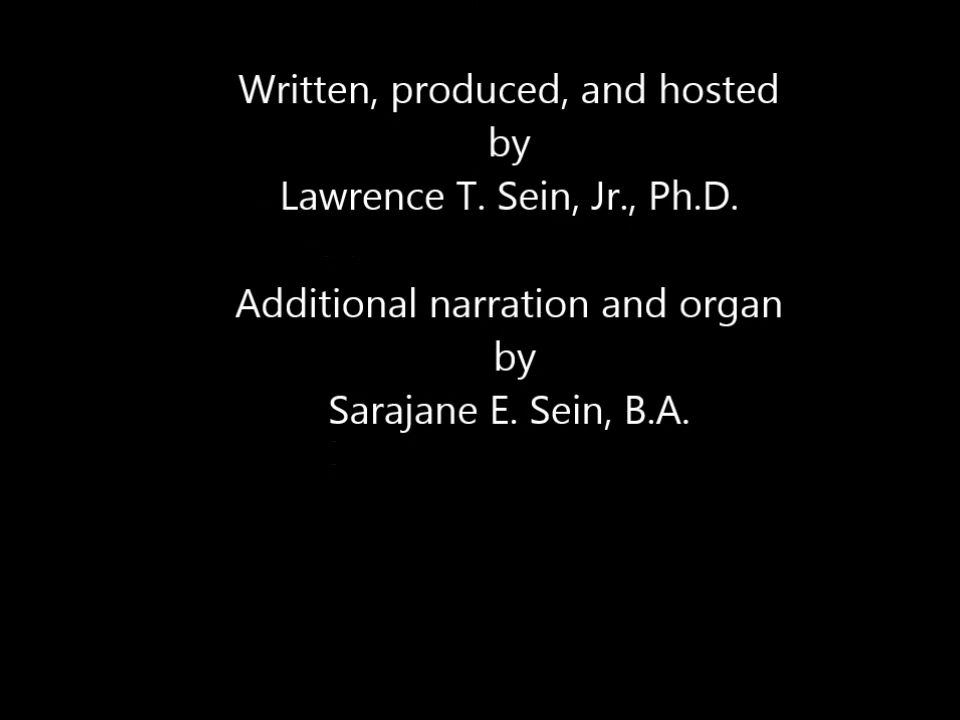 Written, produced, and hosted
by
Lawrence T. Sein, Jr., Ph.D.
Additional narration and organ
by
Sarajane E. Sein, B.A.